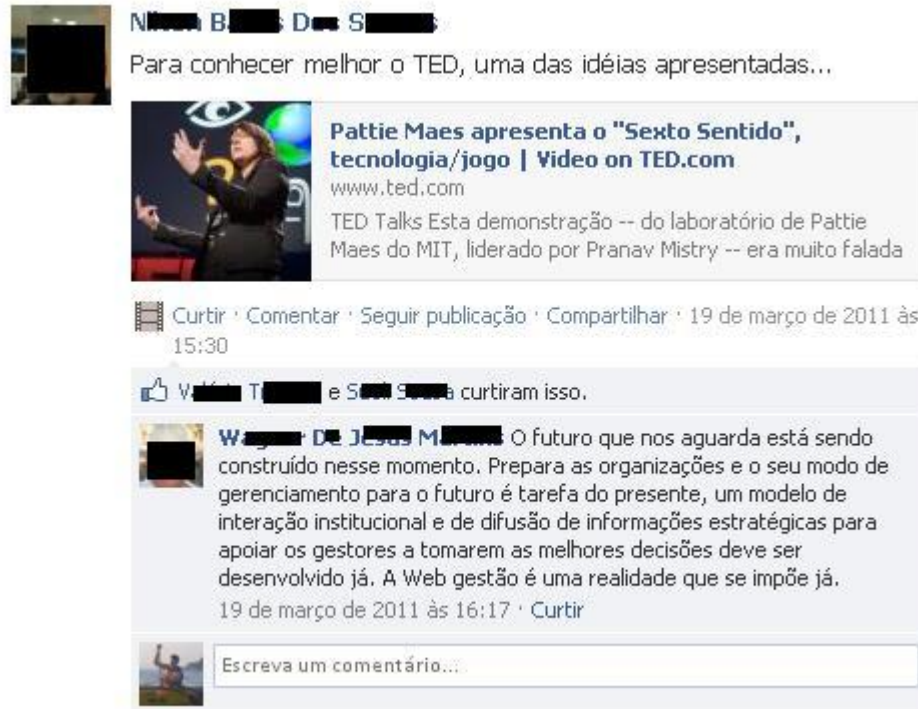 Para conhecer melhor o TED, uma das idéias apresentadas...
Pattie Maes apresenta o "Sexto Sentido",
tecnologia/jogo | Video on TED.com
www.ted.com
TED Talks Esta demonstração -- do laboratório de Pattie
Maes do MIT, liderado por Pranav Mistry -- era muito falada
Curtir · Comentar · Seguir publicação · Compartilhar · 19 de março de 2011 às
15:30
e curtiram isso.
O futuro que nos aguarda está sendo
construído nesse momento. Prepara as organizações e o seu modo de
gerenciamento para o futuro é tarefa do presente, um modelo de
interação institucional e de difusão de informações estratégicas para
apoiar os gestores a tomarem as melhores decisões deve ser
desenvolvido já. A Web gestão é uma realidade que se impõe já.
19 de março de 2011 às 16:17 · Curtir
Escreva um comentário...